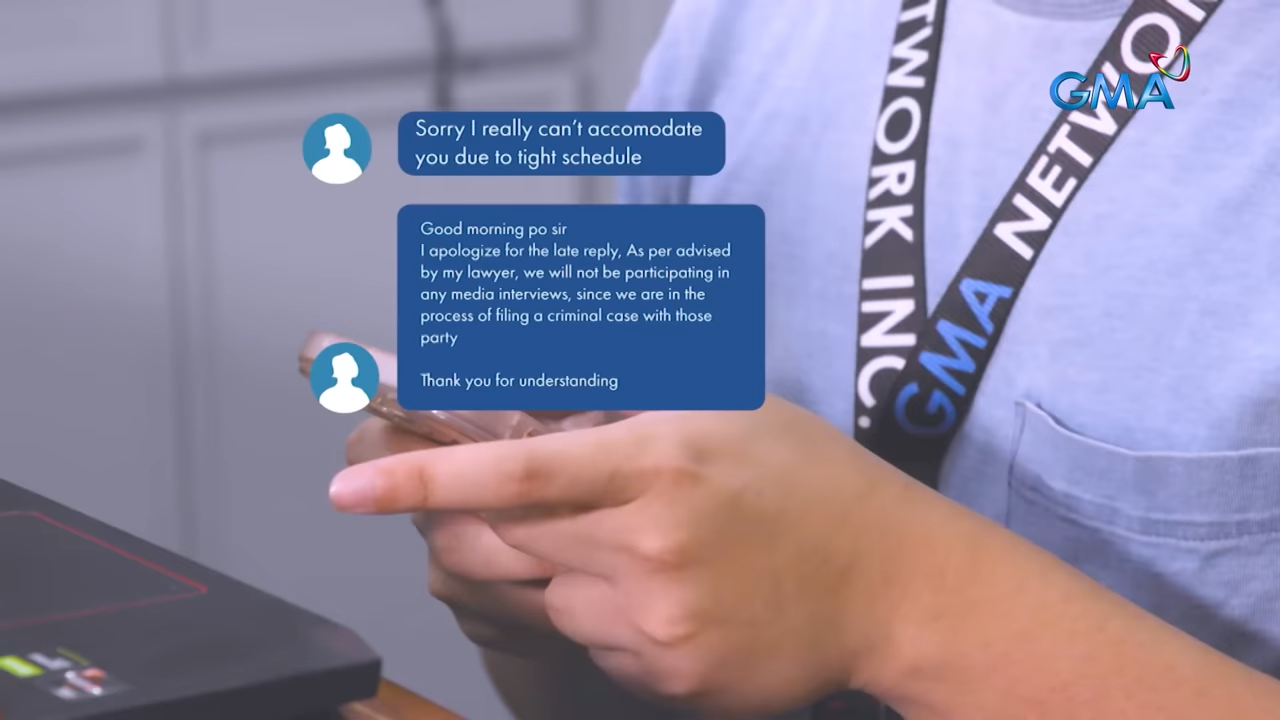 GMA
Sorry I really can't accomodate
you due to tight schedule
Good morning po sir
I apologize for the late reply, As per advised
by my lawyer, we will not be participating in
any media interviews, since we are in the
process of filing a criminal case with those
party
Thank you for understanding
TWORK INC.
GMA NETWOR